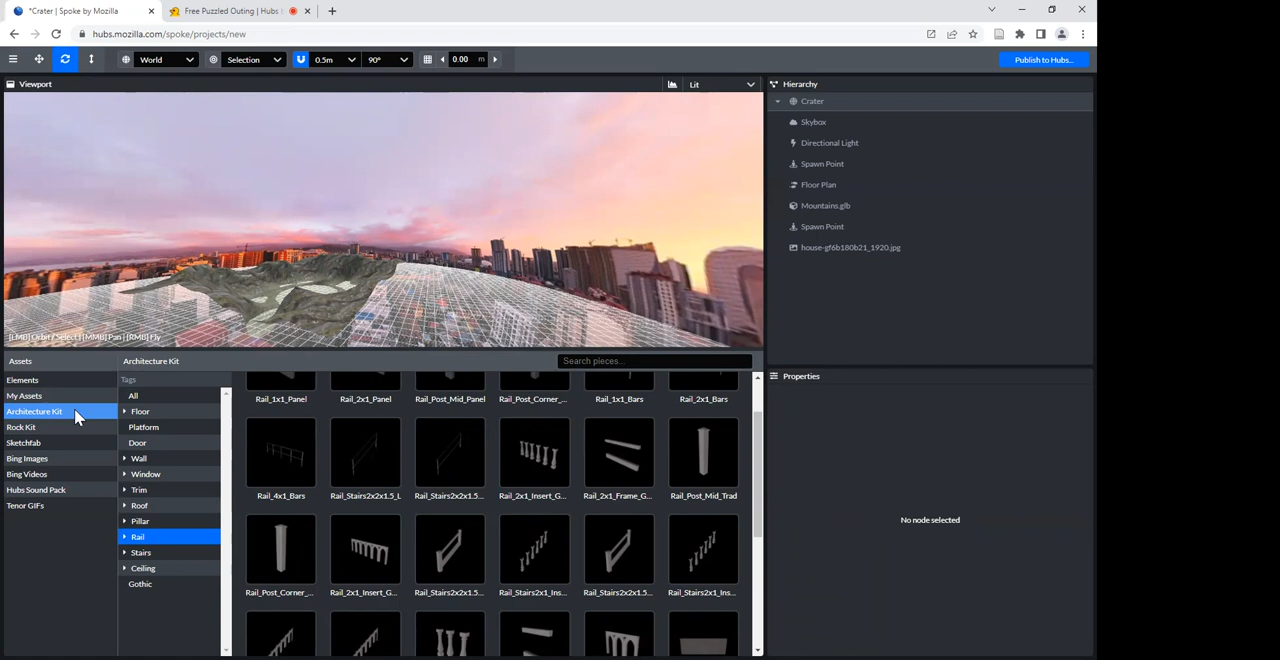 *Crater | Spoke by Mozilla
Free Puzzled Outing | Hubs
hubs.mozilla.com/spoke/projects/new
World
Selection
0.5m
90°
0.00 m
Publish to Hubs...
Viewport
Lit
Hierarchy
Crater
Skybox
Directional Light
Spawn Point
Floor Plan
Mountains.glb
Spawn Point
house-gf6b180b21_1920.jpg
[LMB] Orbit / Select | [MMB] Pan | [RMB] Fly
Assets
Architecture Kit
Search pieces...
Properties
Elements
My Assets
Architecture Kit
Rock Kit
Sketchfab
Bing Images
Bing Videos
Hubs Sound Pack
Tenor GIFs
Tags
All
Floor
Platform
Door
Wall
Window
Trim
Roof
Pillar
Rail
Stairs
Ceiling
Gothic
Rail_1x1_Panel
Rail_2x1_Panel
Rail_Post_Mid_Panel
Rail_Post_Corner_...
Rail_1x1_Bars
Rail_2x1_Bars
Rail_4x1_Bars
Rail_Stairs2x2x1.5_L
Rail_Stairs2x2x1.5...
Rail_2x1_Insert_G...
Rail_2x1_Frame_G...
Rail_Post_Mid_Trad
Rail_Post_Corner_...
Rail_2x1_Insert_G...
Rail_Stairs2x2x1.5...
Rail_Stairs2x1_Ins...
Rail_Stairs2x2x1.5...
Rail_Stairs2x1_Ins...
No node selected